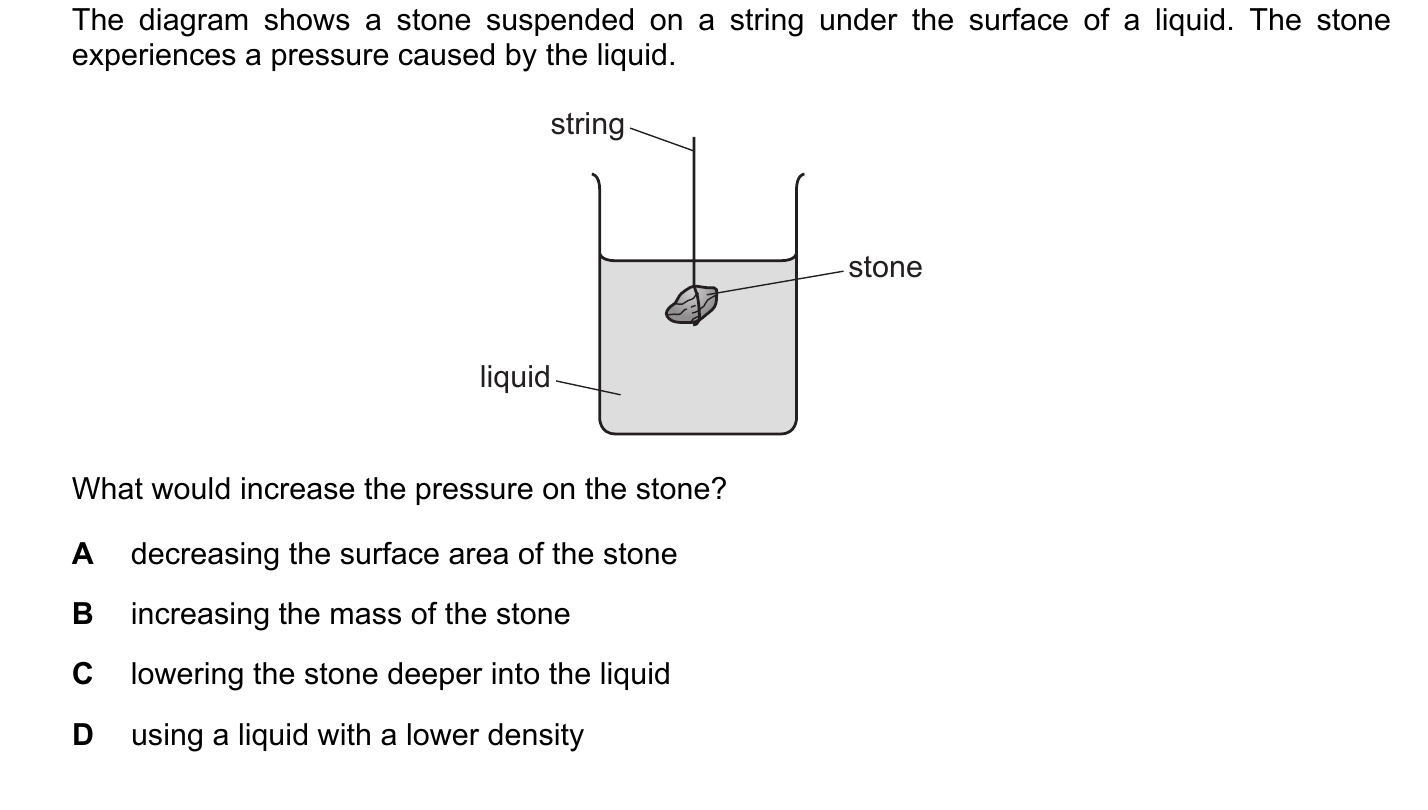 The diagram shows a stone suspended on a string under the surface of a liquid. The stone
experiences a pressure caused by the liquid.
string
stone
liquid
What would increase the pressure on the stone?
A decreasing the surface area of the stone
B increasing the mass of the stone
C lowering the stone deeper into the liquid
D using a liquid with a lower density